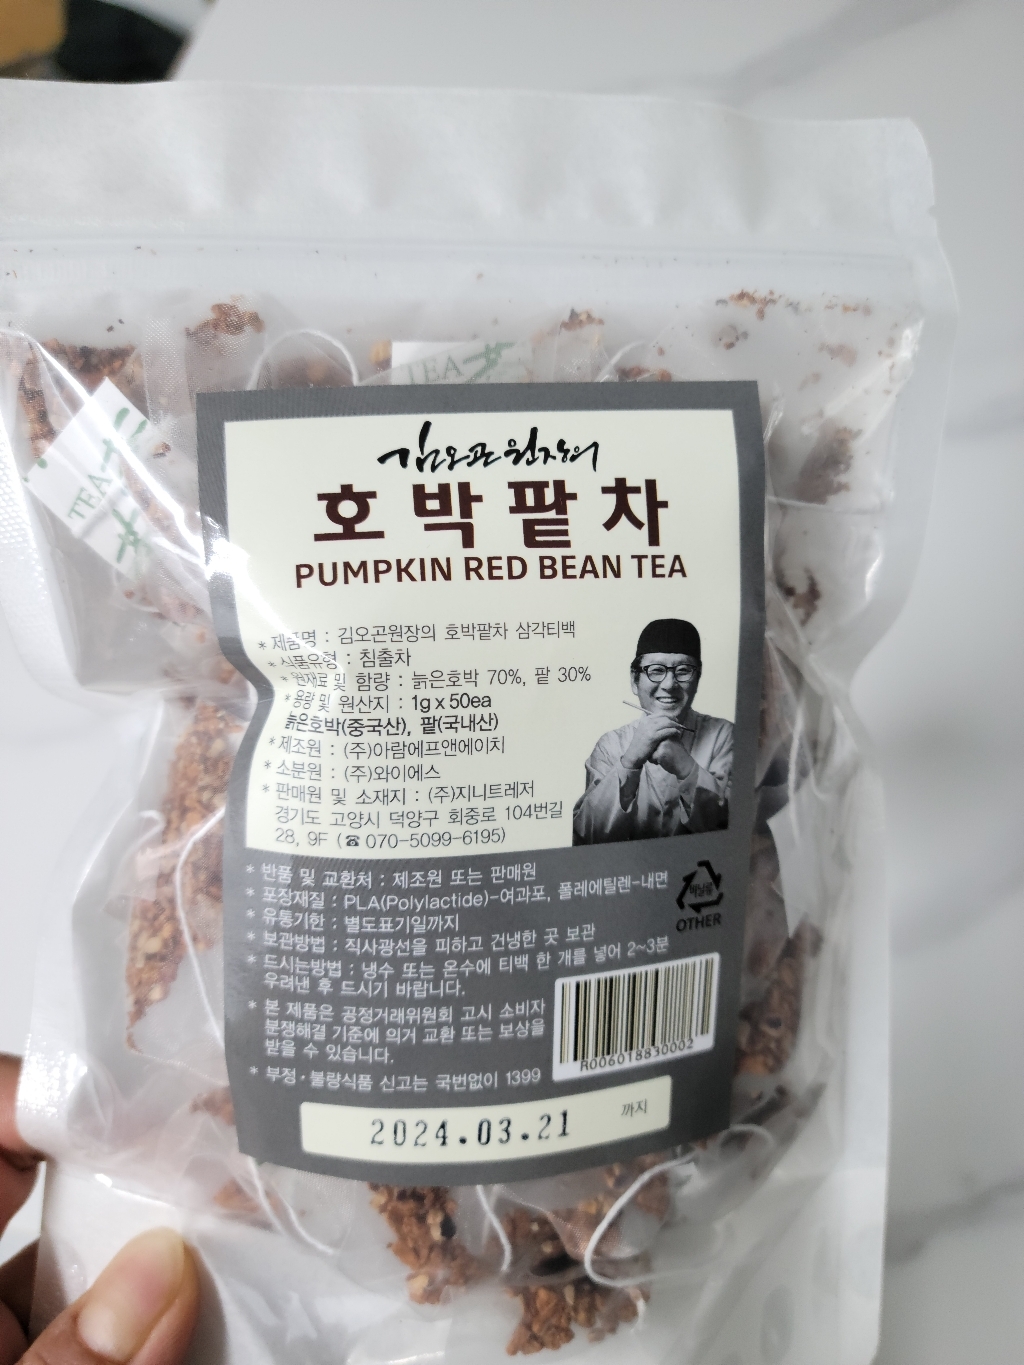 TEA
TEA
김오곤원장의
호박팥차
PUMPKIN RED BEAN TEA
* 제품명 : 김오곤원장의 호박팥차 삼각티백
* 식품유형 : 침출차
* 원재료 및 함량 : 늙은호박 70%, 팥 30%
* 용량 및 원산지 : 1g x 50ea
늙은호박(중국산), 팥(국내산)
* 제조원 : (주)아람에프앤에이치
* 소분원 : (주)와이에스
* 판매원 및 소재지 : (주)지니트레저
경기도 고양시 덕양구 회중로 104번길
28, 9F (☎ 070-5099-6195)
* 반품 및 교환처 : 제조원 또는 판매원
* 포장재질 : PLA(Polylactide)-여과포, 폴레에틸렌-내면
* 유통기한 : 별도표기일까지
* 보관방법 : 직사광선을 피하고 건냉한 곳 보관
* 드시는방법 : 냉수 또는 온수에 티백 한 개를 넣어 2~3분
우려낸 후 드시기 바랍니다.
* 본 제품은 공정거래위원회 고시 소비자
분쟁해결 기준에 의거 교환 또는 보상을
받을 수 있습니다.
* 부정·불량식품 신고는 국번없이 1399
비닐류
OTHER
R006018830002
2024.03.21 까지